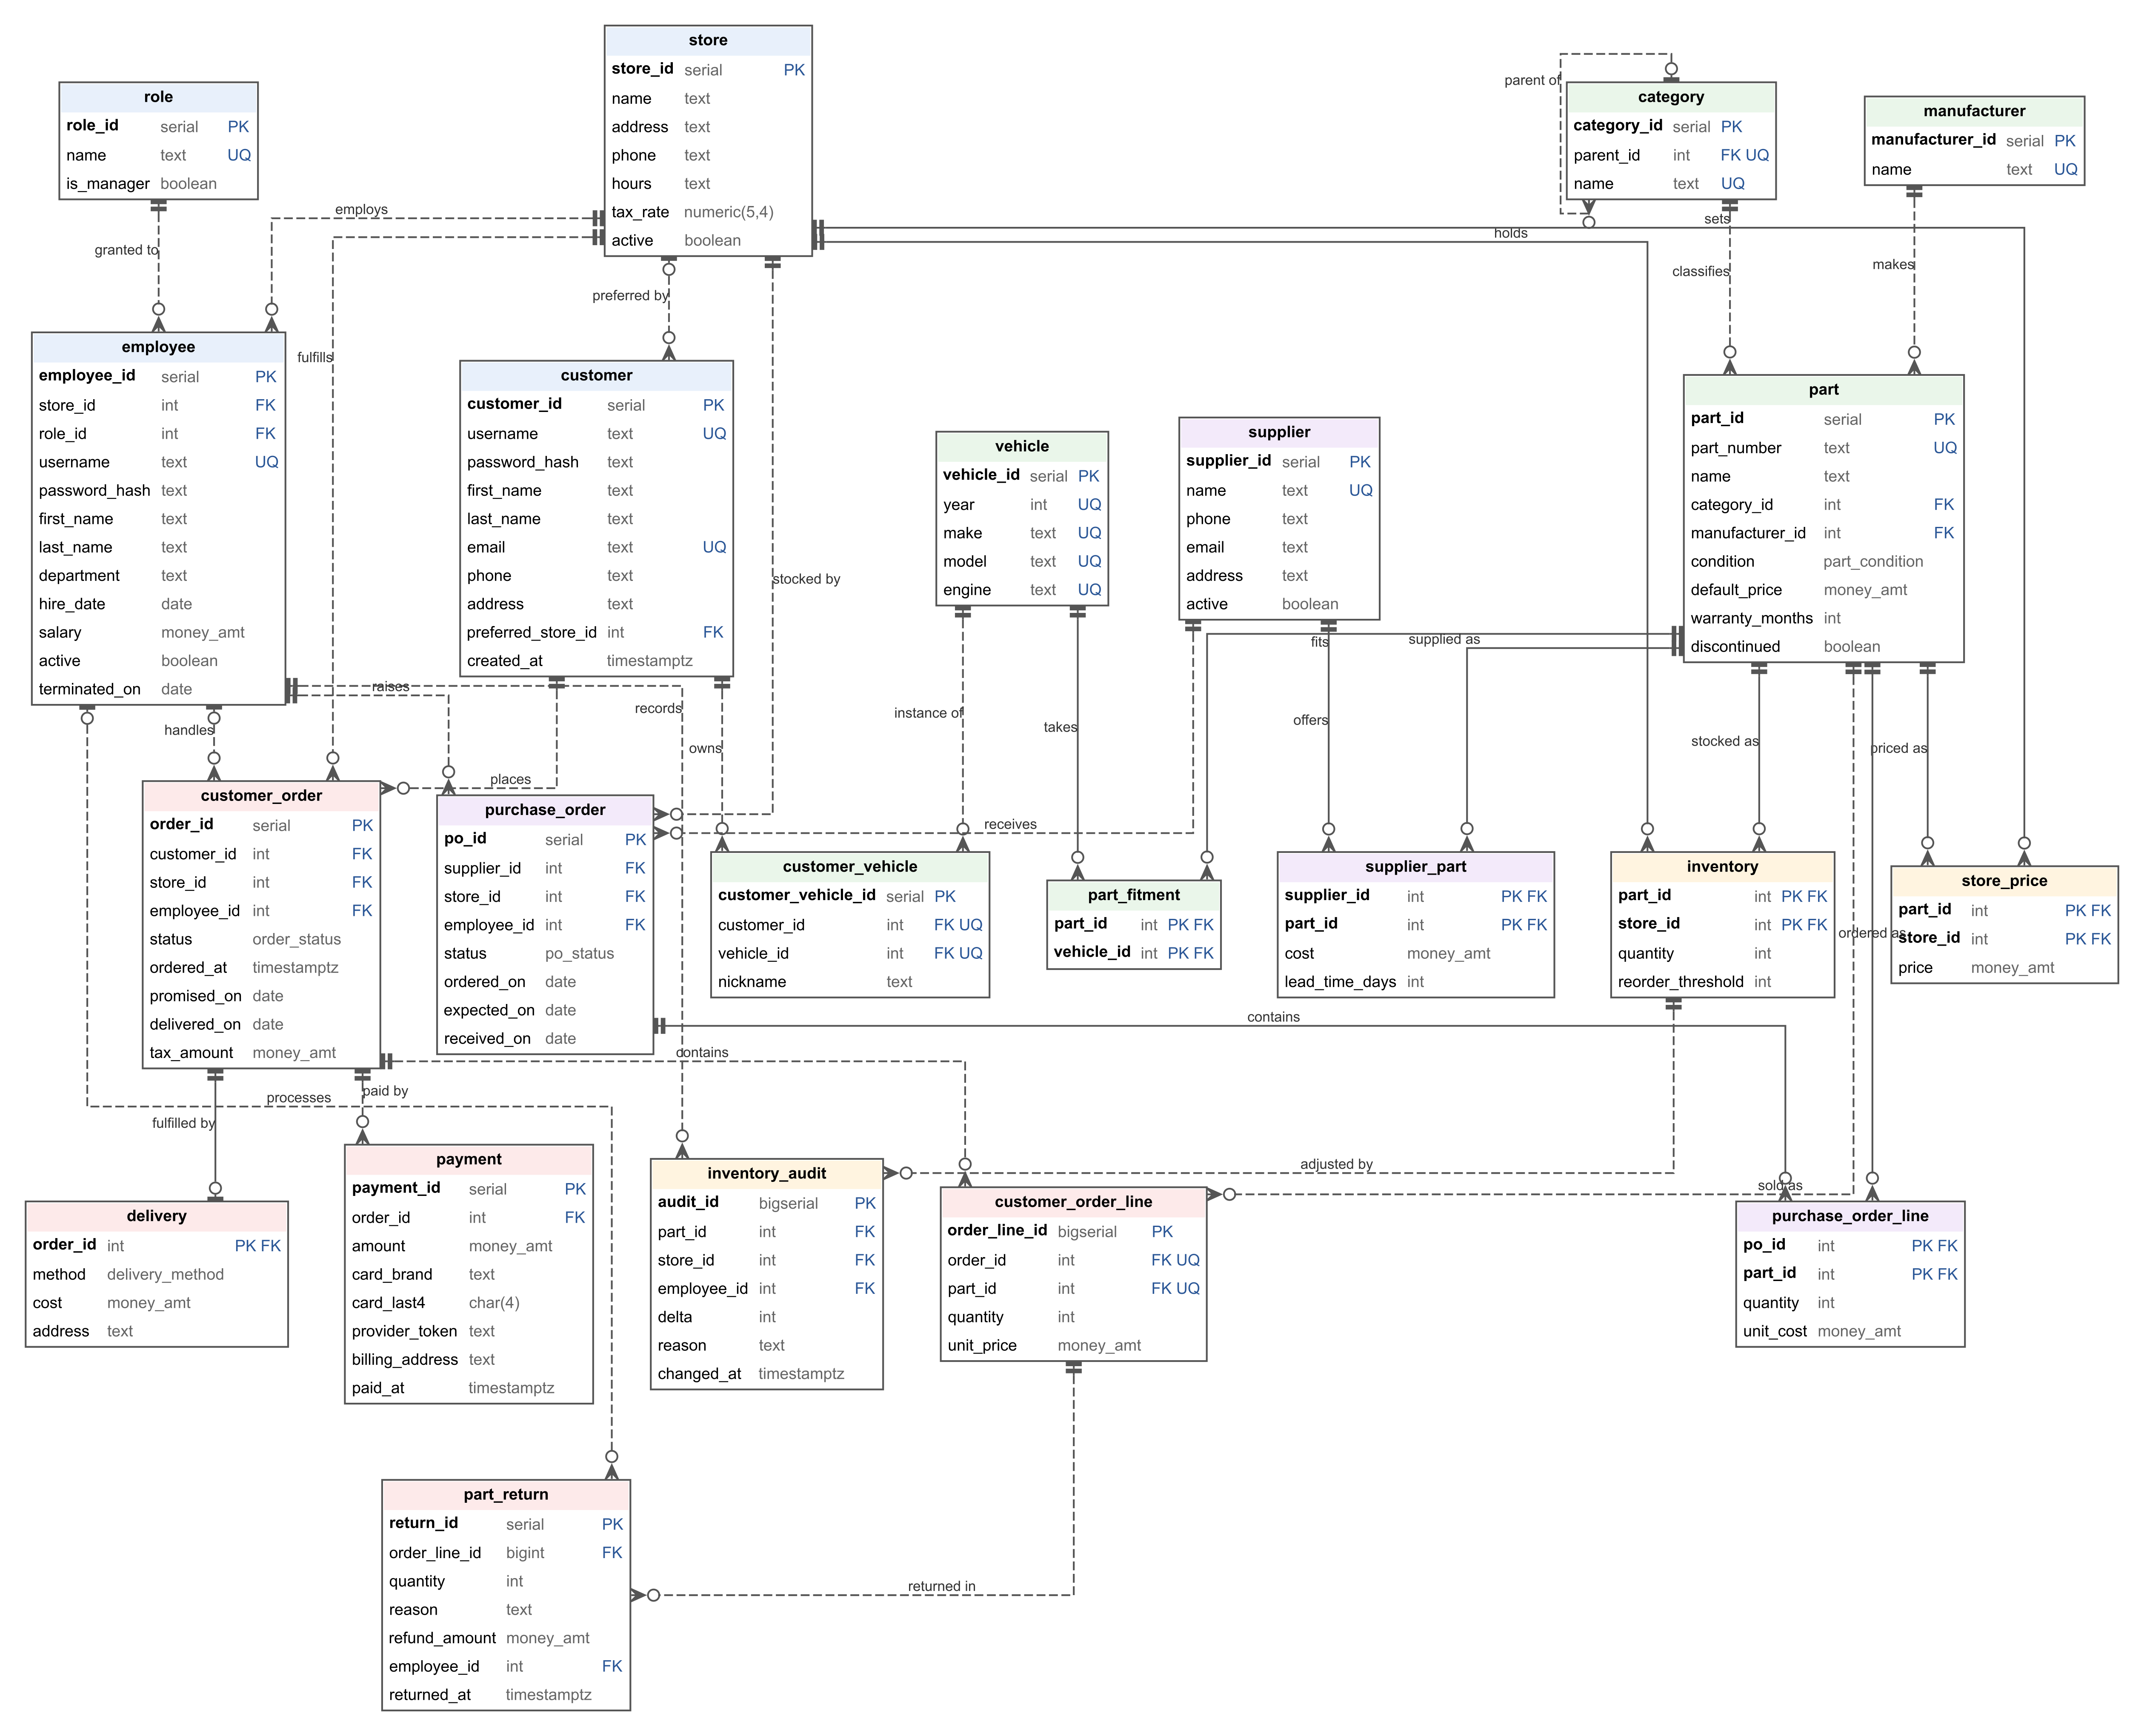 store
store_id serial PK
name text
address text
phone text
hours text
tax_rate numeric(5,4)
active boolean
role
role_id serial PK
name text UQ
is_manager boolean
parent of
category
category_id serial PK
parent_id int FK UQ
name text UQ
manufacturer
manufacturer_id serial PK
name text UQ
employs
granted to
sets
holds
classifies
makes
preferred by
fulfills
employee
employee_id serial PK
store_id int FK
role_id int FK
username text UQ
password_hash text
first_name text
last_name text
department text
hire_date date
salary money_amt
active boolean
terminated_on date
customer
customer_id serial PK
username text UQ
password_hash text
first_name text
last_name text
email text UQ
phone text
address text
preferred_store_id int FK
created_at timestamptz
stocked by
vehicle
vehicle_id serial PK
year int UQ
make text UQ
model text UQ
engine text UQ
supplier
supplier_id serial PK
name text UQ
phone text
email text
address text
active boolean
part
part_id serial PK
part_number text UQ
name text
category_id int FK
manufacturer_id int FK
condition part_condition
default_price money_amt
warranty_months int
discontinued boolean
fits
supplied as
raises
records
handles
owns
instance of
takes
offers
stocked as
priced as
places
receives
customer_order
order_id serial PK
customer_id int FK
store_id int FK
employee_id int FK
status order_status
ordered_at timestamptz
promised_on date
delivered_on date
tax_amount money_amt
purchase_order
po_id serial PK
supplier_id int FK
store_id int FK
employee_id int FK
status po_status
ordered_on date
expected_on date
received_on date
customer_vehicle
customer_vehicle_id serial PK
customer_id int FK UQ
vehicle_id int FK UQ
nickname text
part_fitment
part_id int PK FK
vehicle_id int PK FK
supplier_part
supplier_id int PK FK
part_id int PK FK
cost money_amt
lead_time_days int
inventory
part_id int PK FK
store_id int PK FK
quantity int
reorder_threshold int
ordered as
store_price
part_id int PK FK
store_id int PK FK
price money_amt
contains
contains
paid by
processes
fulfilled by
adjusted by
sold as
delivery
order_id int PK FK
method delivery_method
cost money_amt
address text
payment
payment_id serial PK
order_id int FK
amount money_amt
card_brand text
card_last4 char(4)
provider_token text
billing_address text
paid_at timestamptz
inventory_audit
audit_id bigserial PK
part_id int FK
store_id int FK
employee_id int FK
delta int
reason text
changed_at timestamptz
customer_order_line
order_line_id bigserial PK
order_id int FK UQ
part_id int FK UQ
quantity int
unit_price money_amt
purchase_order_line
po_id int PK FK
part_id int PK FK
quantity int
unit_cost money_amt
part_return
return_id serial PK
order_line_id bigint FK
quantity int
reason text
refund_amount money_amt
employee_id int FK
returned_at timestamptz
returned in